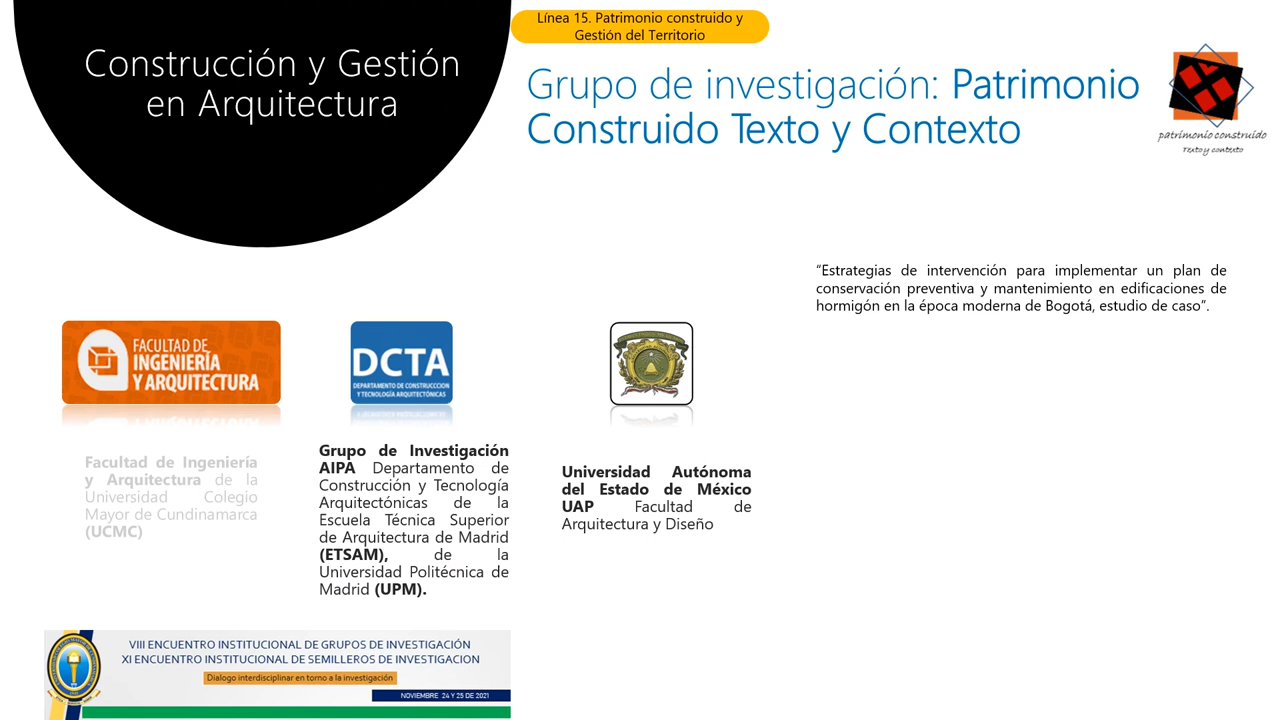 Línea 15. Patrimonio construido y
Gestión del Territorio
Construcción y Gestión
en Arquitectura
Grupo de investigación: Patrimonio
Construido Texto y Contexto
patrimonio construido
Texto y contexto
“Estrategias de intervención para implementar un plan de
conservación preventiva y mantenimiento en edificaciones de
hormigón en la época moderna de Bogotá, estudio de caso”.
FACULTAD DE
INGENIERÍA
Y ARQUITECTURA
DCTA
DEPARTAMENTO DE CONSTRUCCCION
Y TECNOLOGÍA ARQUITECTÓNICAS
Facultad de Ingeniería
y Arquitectura de la
Universidad Colegio
Mayor de Cundinamarca
(UCMC)
Grupo de Investigación
AIPA Departamento de
Construcción y Tecnología
Arquitectónicas de la
Escuela Técnica Superior
de Arquitectura de Madrid
(ETSAM), de la
Universidad Politécnica de
Madrid (UPM).
Universidad Autónoma
del Estado de México
UAP Facultad de
Arquitectura y Diseño
VIII ENCUENTRO INSTITUCIONAL DE GRUPOS DE INVESTIGACIÓN
XI ENCUENTRO INSTITUCIONAL DE SEMILLEROS DE INVESTIGACION
Dialogo interdisciplinar en torno a la investigación
NOVIEMBRE 24 Y 25 DE 2021